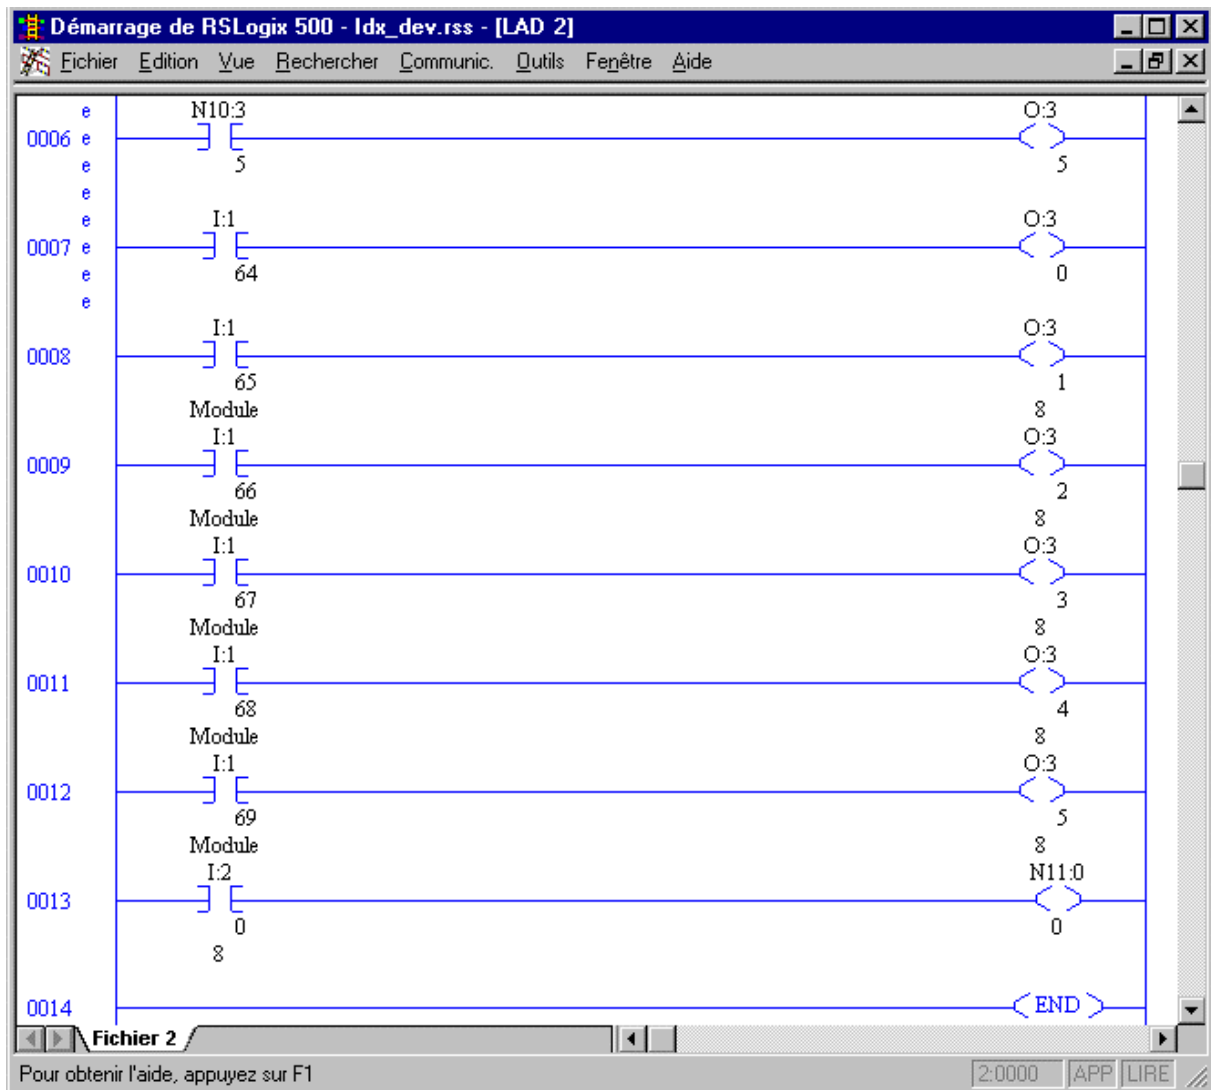 Démarrage de RSLogix 500 - Idx_dev.rss - [LAD 2]
Fichier Edition Vue Rechercher Communic. Outils Fenêtre Aide
e N10:3 O:3
0006 e
e 5 5
e
e I:1 O:3
0007 e
e 64 0
e
I:1 O:3
0008
65 1
Module 8
I:1 O:3
0009
66 2
Module 8
I:1 O:3
0010
67 3
Module 8
I:1 O:3
0011
68 4
Module 8
I:1 O:3
0012
69 5
Module 8
I:2 N11:0
0013
0 0
8
0014 END
Fichier 2
Pour obtenir l'aide, appuyez sur F1 2:0000 APP LIRE